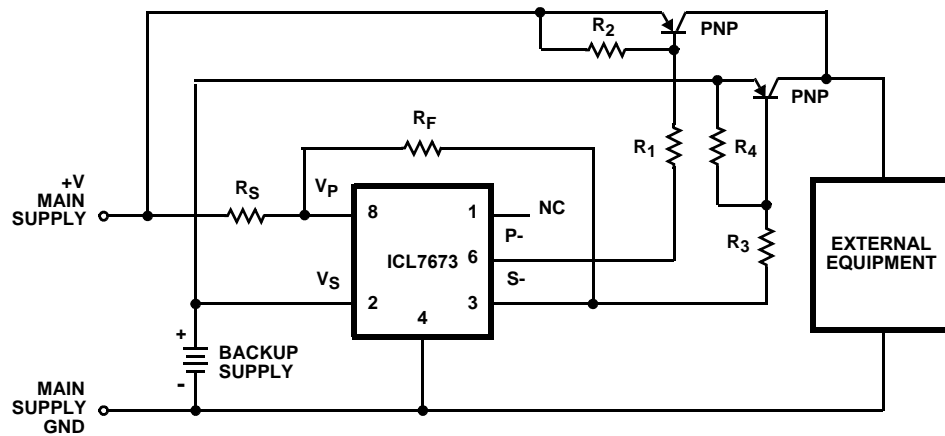 R2
PNP
PNP
RF
R1
R4
+V
MAIN
SUPPLY
RS
VP
8
1
NC
P-
ICL7673
6
R3
EXTERNAL
EQUIPMENT
VS
S-
2
3
4
+
BACKUP
SUPPLY
-
MAIN
SUPPLY
GND